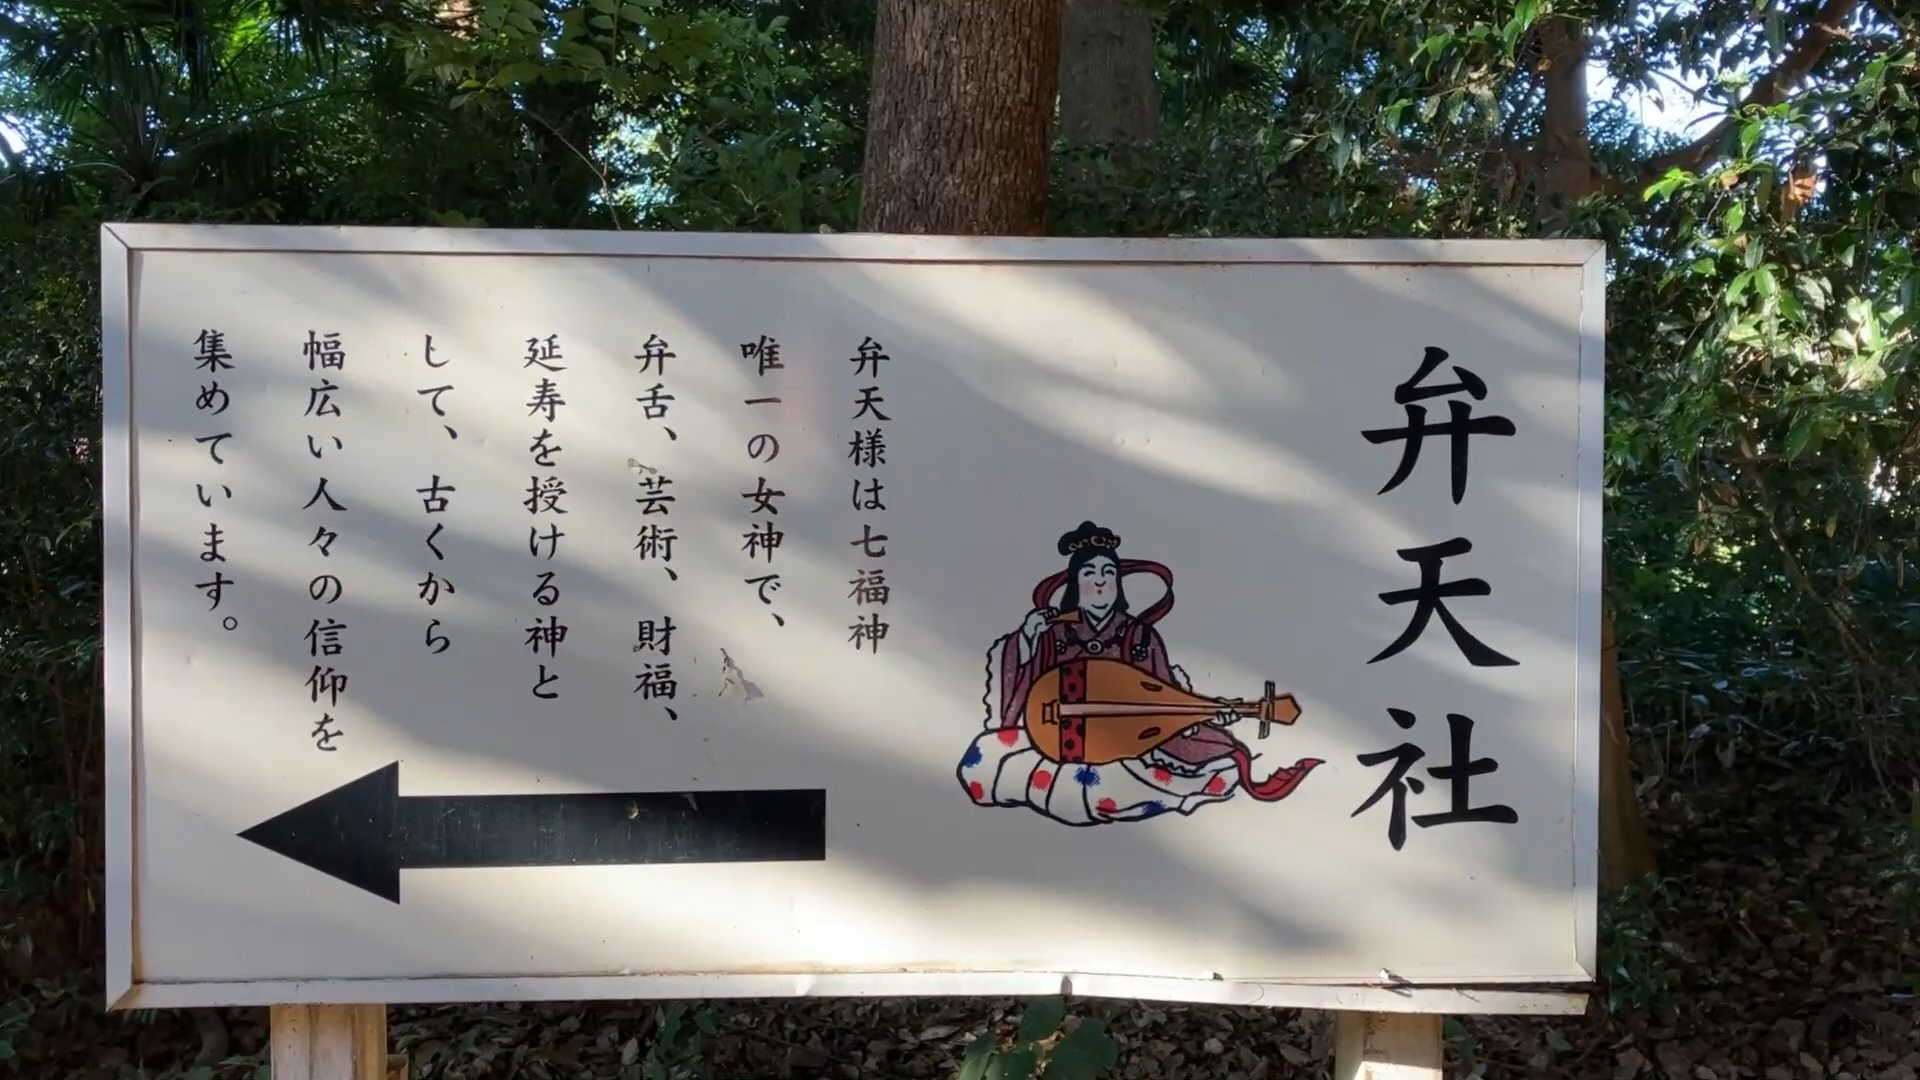 弁天社
弁天様は七福神
唯一の女神で、
弁舌、芸術、財福、
延寿を授ける神と
して、古くから
幅広い人々の信仰を
集めています。